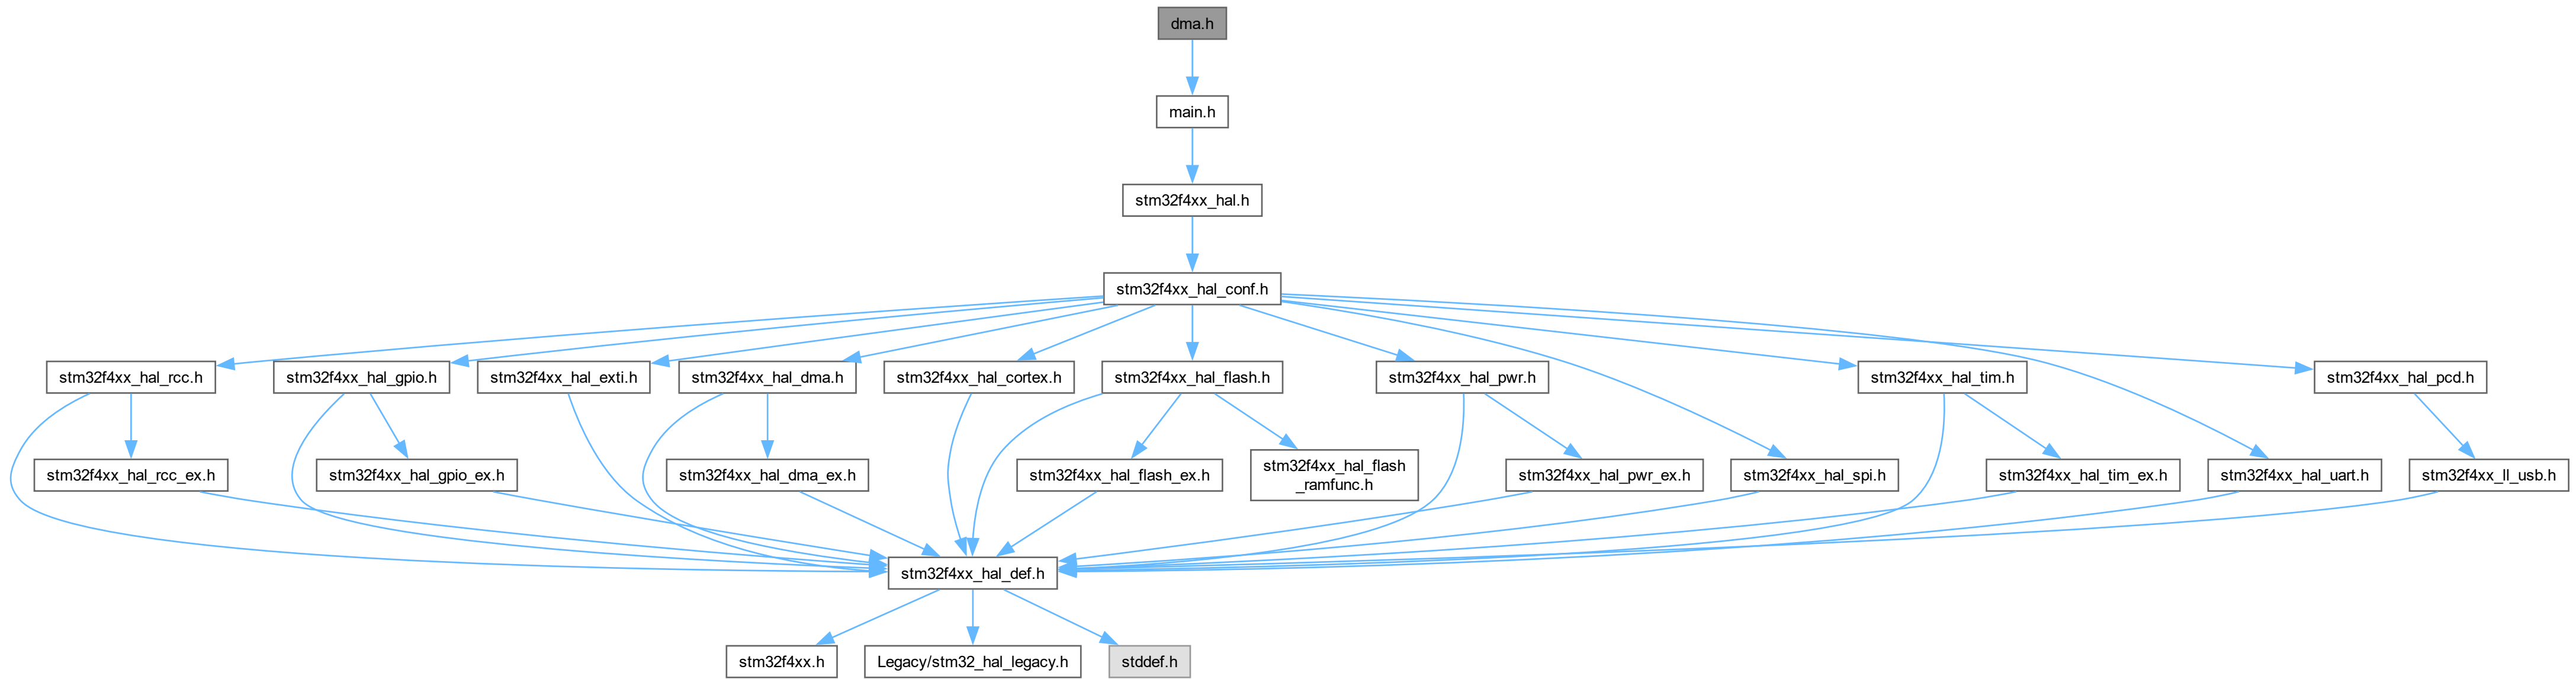 dma.h
main.h
stm32f4xx_hal.h
stm32f4xx_hal_conf.h
stm32f4xx_hal_rcc.h
stm32f4xx_hal_gpio.h
stm32f4xx_hal_exti.h
stm32f4xx_hal_dma.h
stm32f4xx_hal_cortex.h
stm32f4xx_hal_flash.h
stm32f4xx_hal_pwr.h
stm32f4xx_hal_tim.h
stm32f4xx_hal_pcd.h
stm32f4xx_hal_rcc_ex.h
stm32f4xx_hal_gpio_ex.h
stm32f4xx_hal_dma_ex.h
stm32f4xx_hal_flash_ex.h
stm32f4xx_hal_flash
_ramfunc.h
stm32f4xx_hal_pwr_ex.h
stm32f4xx_hal_spi.h
stm32f4xx_hal_tim_ex.h
stm32f4xx_hal_uart.h
stm32f4xx_ll_usb.h
stm32f4xx_hal_def.h
stm32f4xx.h
Legacy/stm32_hal_legacy.h
stddef.h